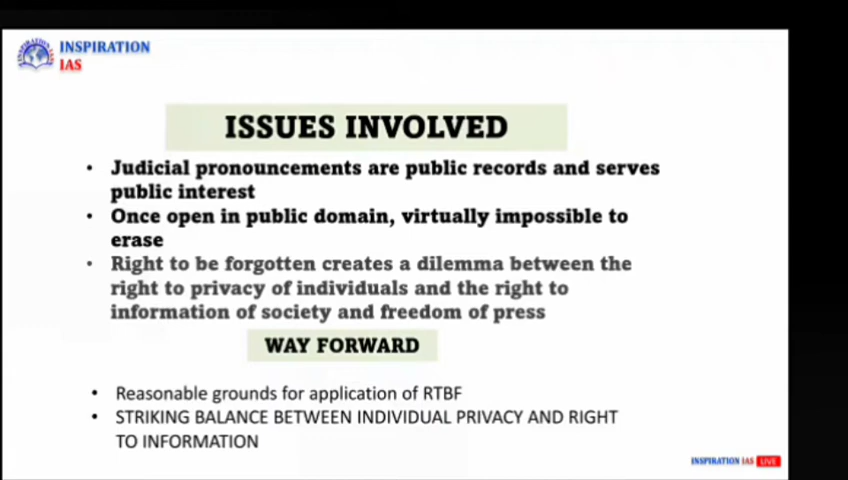 INSPIRATION
IAS
ISSUES INVOLVED
• Judicial pronouncements are public records and serves
public interest
• Once open in public domain, virtually impossible to
erase
• Right to be forgotten creates a dilemma between the
right to privacy of individuals and the right to
information of society and freedom of press
WAY FORWARD
• Reasonable grounds for application of RTBF
• STRIKING BALANCE BETWEEN INDIVIDUAL PRIVACY AND RIGHT
TO INFORMATION
INSPIRATION IAS LIVE